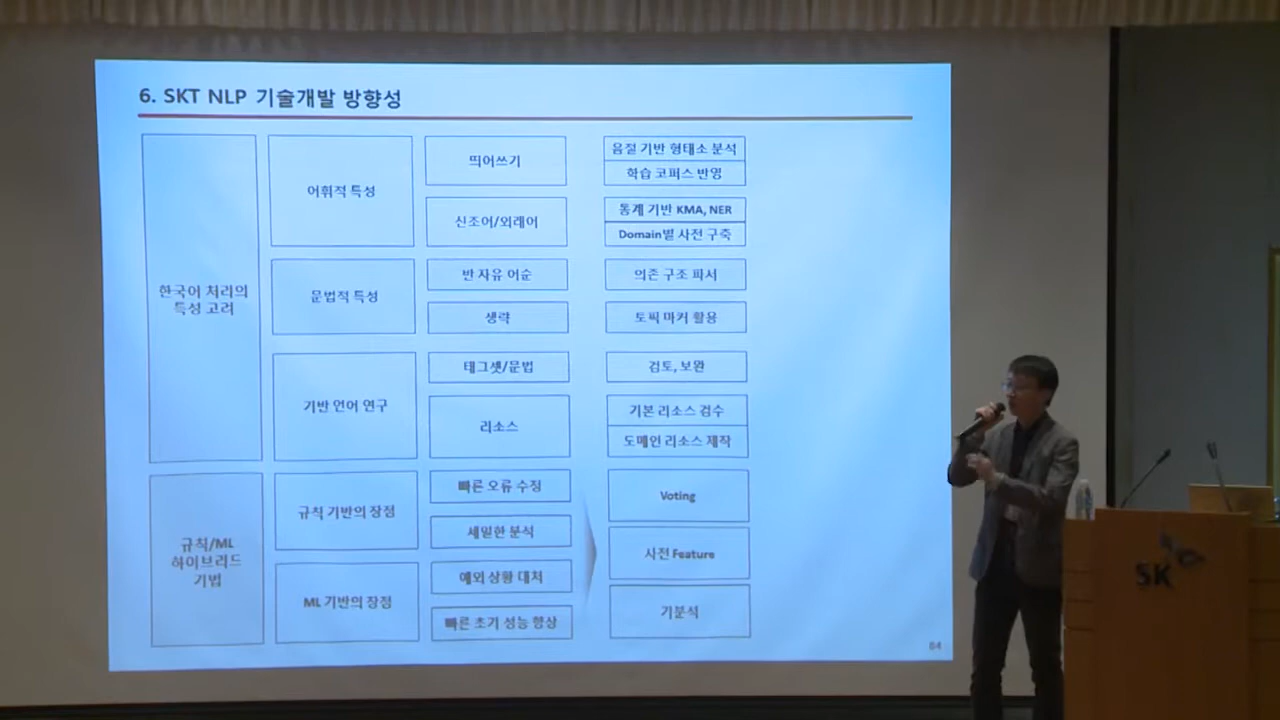 6. SKT NLP 기술개발 방향성
한국어 처리의
특성 고려
어휘적 특성
띄어쓰기
음절 기반 형태소 분석
학습 코퍼스 반영
신조어/외래어
통계 기반 KMA, NER
Domain별 사전 구축
문법적 특성
반 자유 어순
의존 구조 파서
생략
토픽 마커 활용
기반 언어 연구
태그셋/문법
검토, 보완
리소스
기본 리소스 검수
도메인 리소스 제작
규칙/ML
하이브리드
기법
규칙 기반의 장점
빠른 오류 수정
세밀한 분석
ML 기반의 장점
예외 상황 대처
빠른 초기 성능 향상
Voting
사전 Feature
기분석
84
SK